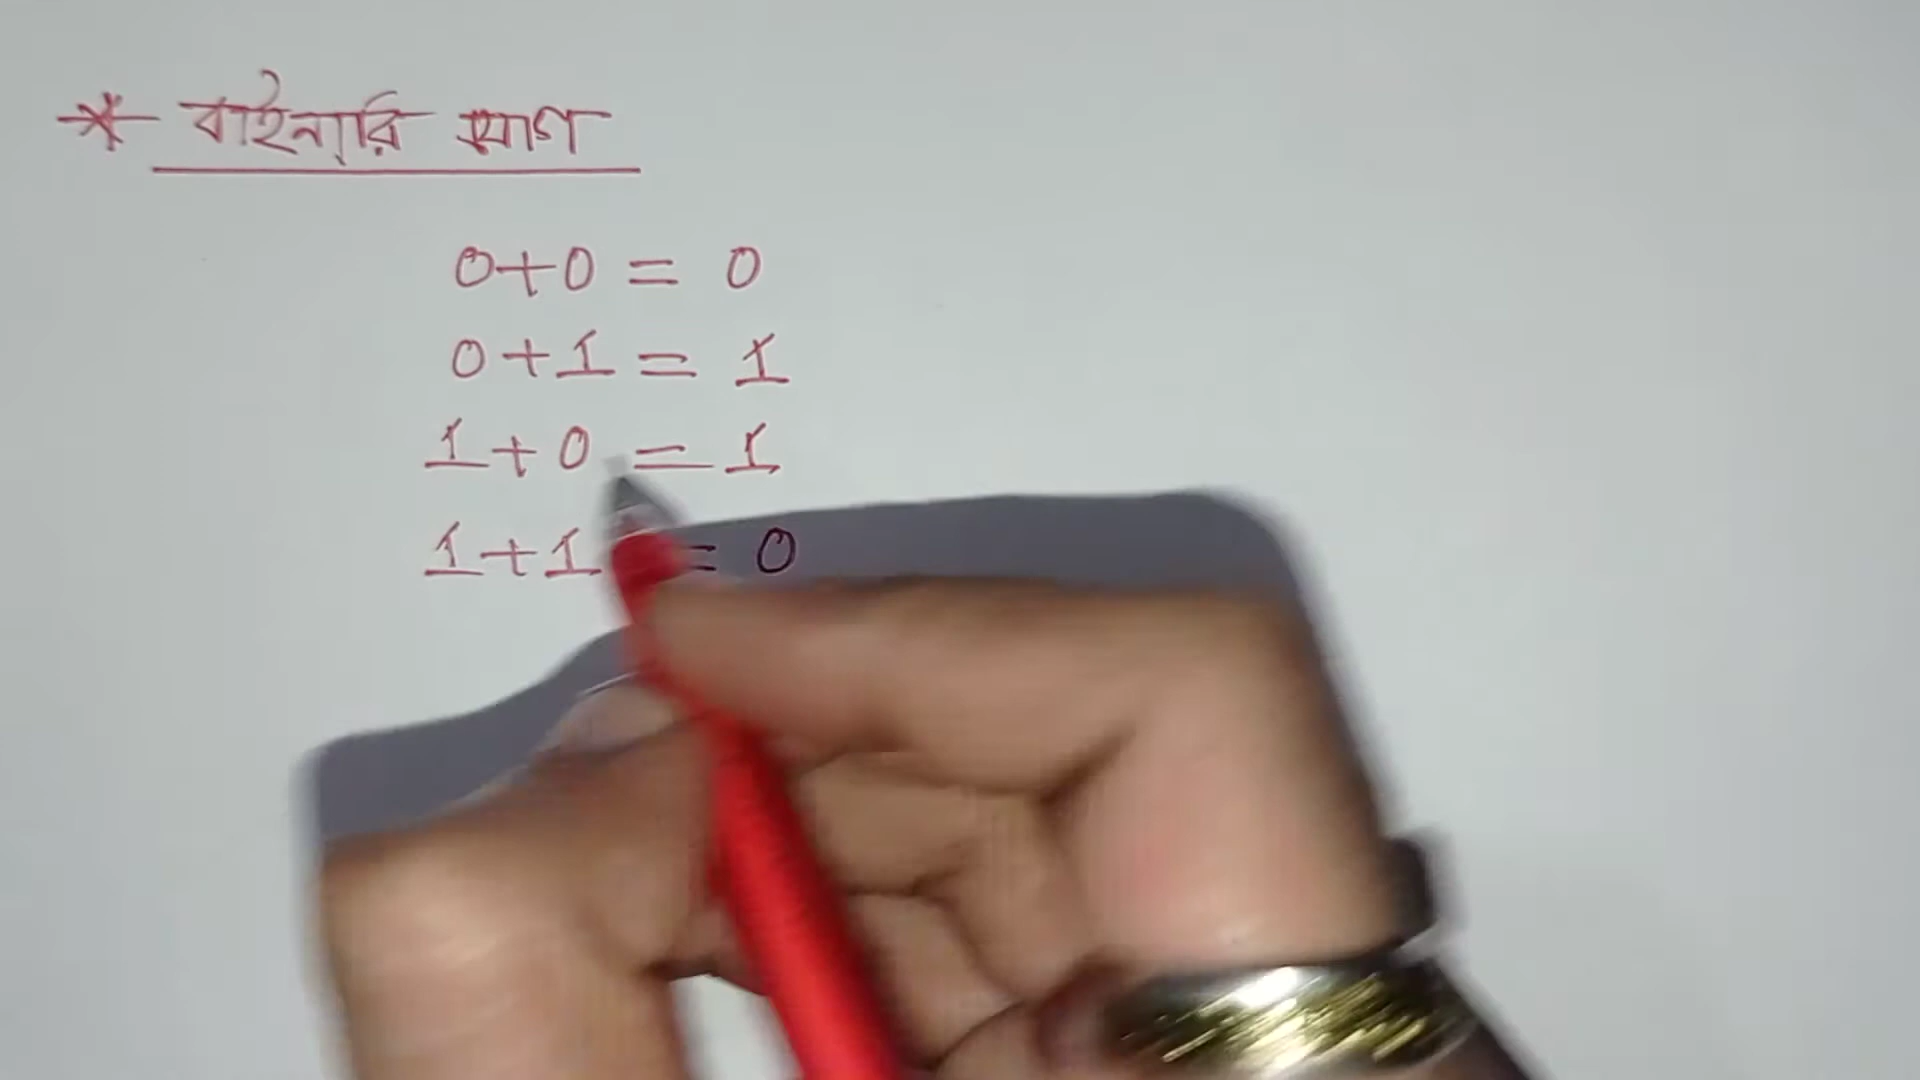 * বাইনারি যোগ
0+0 = 0
0+1 = 1
1+0 = 1
1+1 = 0